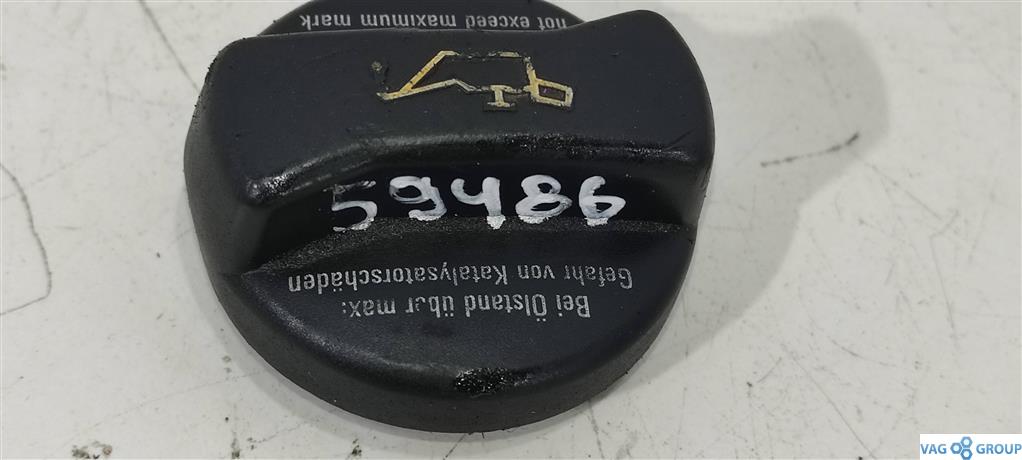 not exceed maximum mark
59486
Bei Ölstand über max:
Gefahr von Katalysatorschäden
VAG GROUP